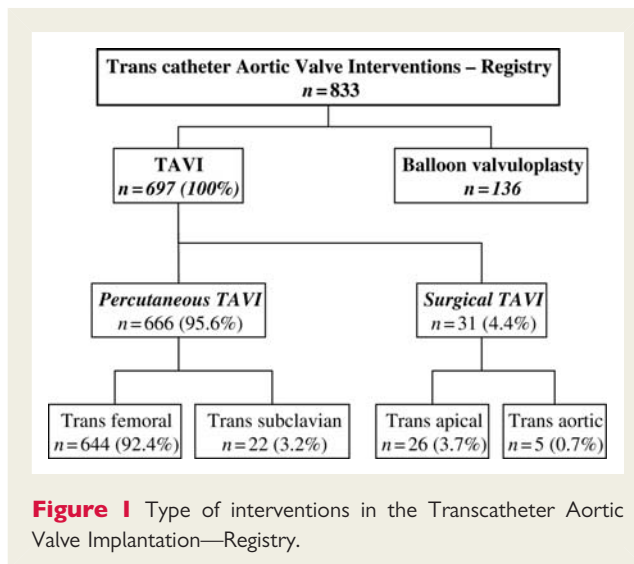 Trans catheter Aortic Valve Interventions – Registry
n=833
TAVI
n=697 (100%)
Balloon valvuloplasty
n=136
Percutaneous TAVI
n=666 (95.6%)
Surgical TAVI
n=31 (4.4%)
Trans femoral
n=644 (92.4%)
Trans subclavian
n=22 (3.2%)
Trans apical
n=26 (3.7%)
Trans aortic
n=5 (0.7%)
Figure 1 Type of interventions in the Transcatheter Aortic
Valve Implantation—Registry.